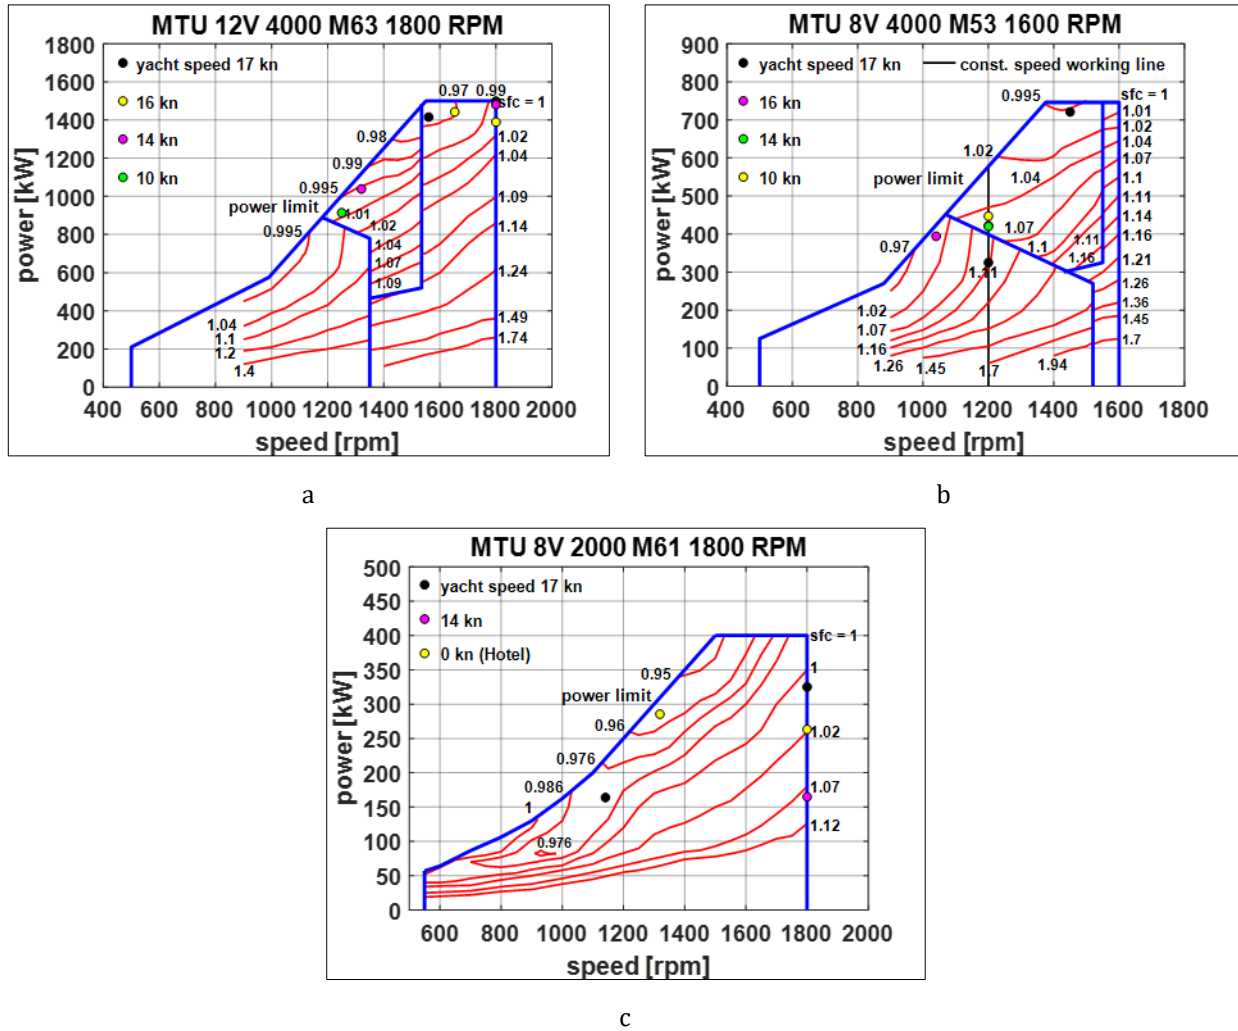 MTU 12V 4000 M63 1800 RPM
1800
1600
1400
1200
1000
800
600
400
200
0
power [kW]
yacht speed 17 kn
16 kn
14 kn
10 kn
power limit
0.97
0.99
sfc = 1
0.98
1.02
1.04
0.99
0.995
1.09
1.01
1.02
1.14
0.995
1.04
1.07
1.24
1.09
1.04
1.1
1.2
1.4
1.49
1.74
400 600 800 1000 1200 1400 1600 1800 2000
speed [rpm]
a
MTU 8V 4000 M53 1600 RPM
900
800
700
600
500
400
300
200
100
0
power [kW]
yacht speed 17 kn
const. speed working line
16 kn
14 kn
10 kn
power limit
0.995
sfc = 1
1.01
1.02
1.04
1.02
1.07
1.04
1.1
1.11
1.07
1.14
0.97
1.1
1.11
1.16
1.16
1.21
1.11
1.26
1.02
1.36
1.07
1.45
1.16
1.7
1.26
1.45
1.7
1.94
400 600 800 1000 1200 1400 1600 1800
speed [rpm]
b
MTU 8V 2000 M61 1800 RPM
500
450
400
350
300
250
200
150
100
50
0
power [kW]
yacht speed 17 kn
14 kn
0 kn (Hotel)
power limit
sfc = 1
0.95
1
0.96
1.02
0.976
0.986
1.07
1
1.12
0.976
600 800 1000 1200 1400 1600 1800 2000
speed [rpm]
c